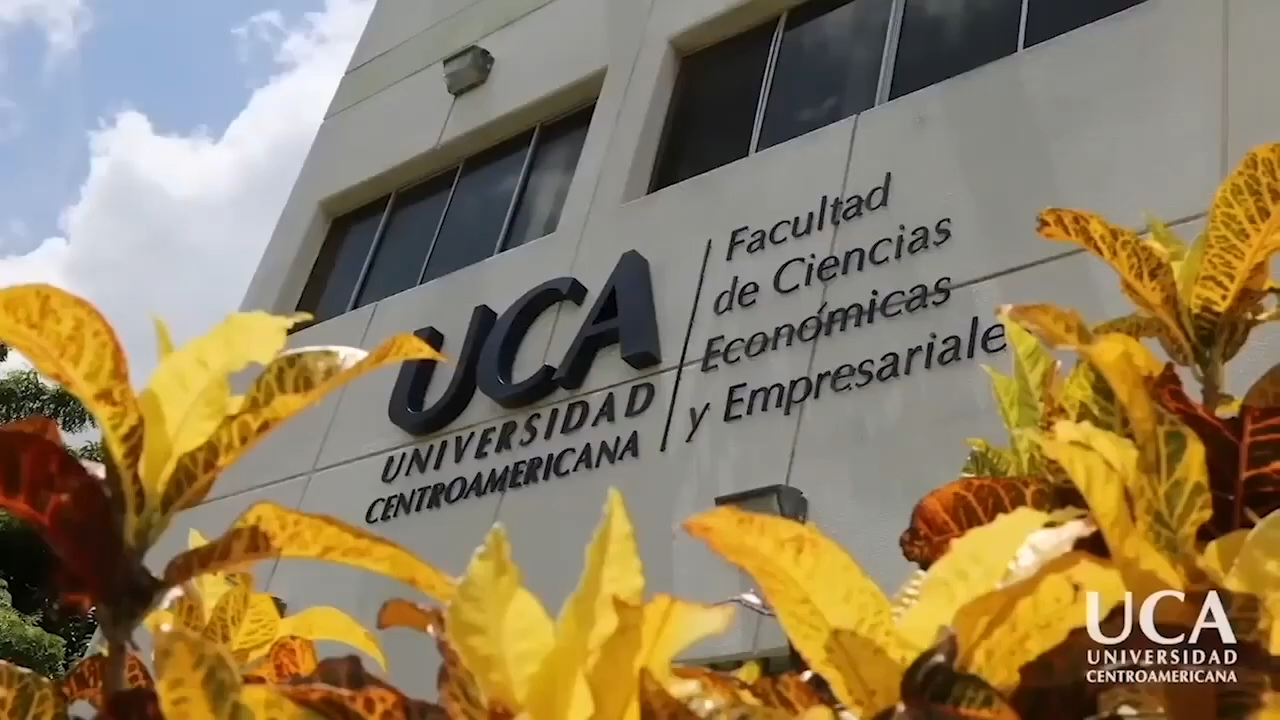 UCA
UNIVERSIDAD
CENTROAMERICANA
Facultad
de Ciencias
Económicas
y Empresariale
UCA
UNIVERSIDAD
CENTROAMERICANA